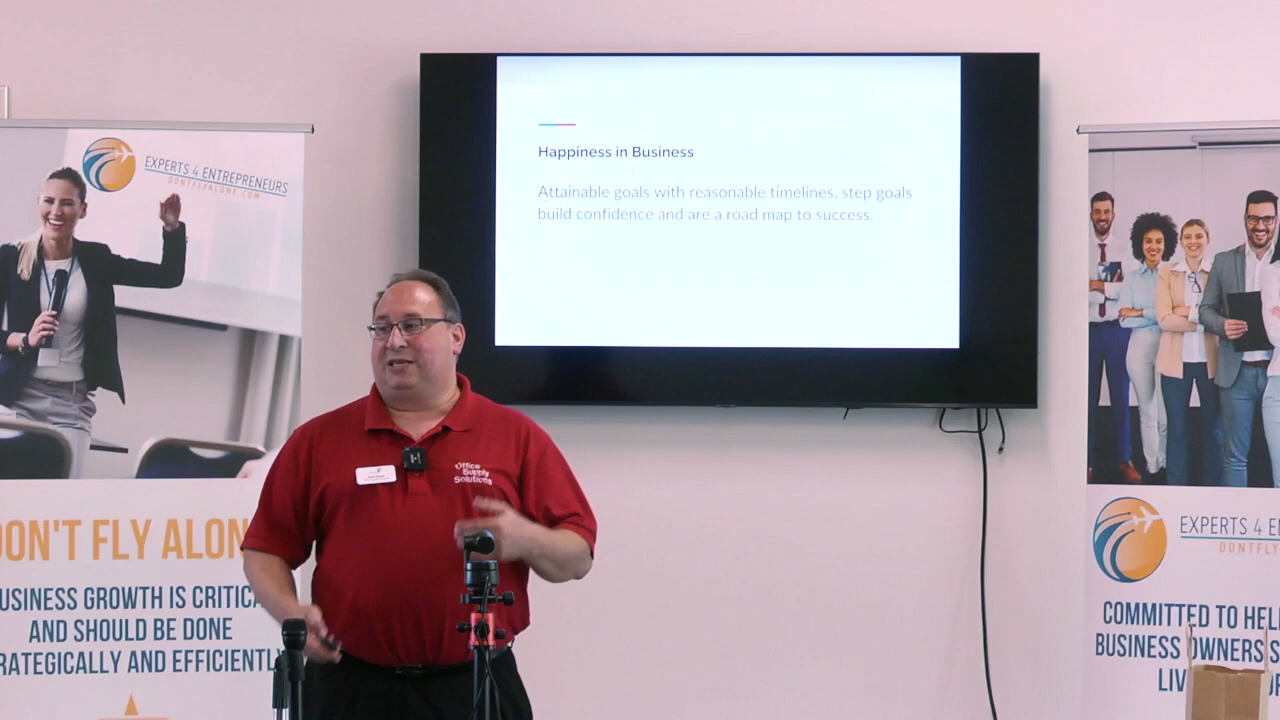 EXPERTS 4 ENTREPRENEURS
DONTFLYALONE.COM
DON'T FLY ALON
USINESS GROWTH IS CRITICA
AND SHOULD BE DONE
RATEGICALLY AND EFFICIENTLY
Happiness in Business
Attainable goals with reasonable timelines, step goals
build confidence and are a road map to success.
Office
Supply
Solutions
EXPERTS 4 E
DONTFLY
COMMITTED TO HEL
BUSINESS OWNERS S
LIV